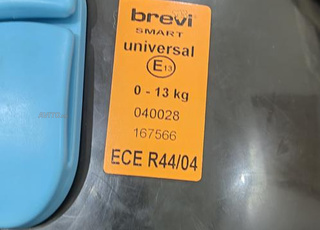 brevi
SMART
universal
E13
0 - 13 kg
040028
167566
ECE R44/04